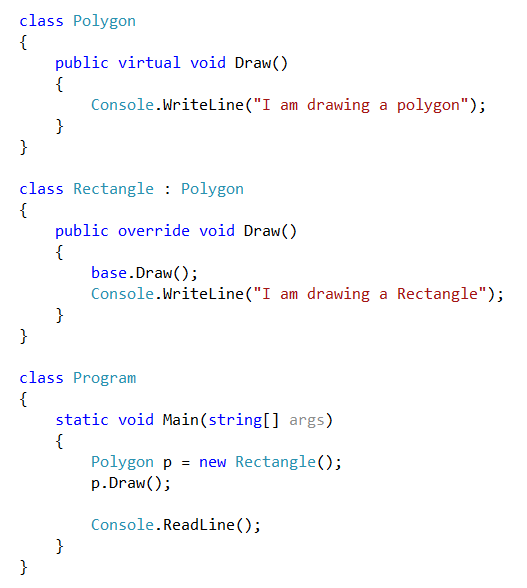 class Polygon
{
    public virtual void Draw()
    {
        Console.WriteLine("I am drawing a polygon");
    }
}

class Rectangle : Polygon
{
    public override void Draw()
    {
        base.Draw();
        Console.WriteLine("I am drawing a Rectangle");
    }
}

class Program
{
    static void Main(string[] args)
    {
        Polygon p = new Rectangle();
        p.Draw();

        Console.ReadLine();
    }
}